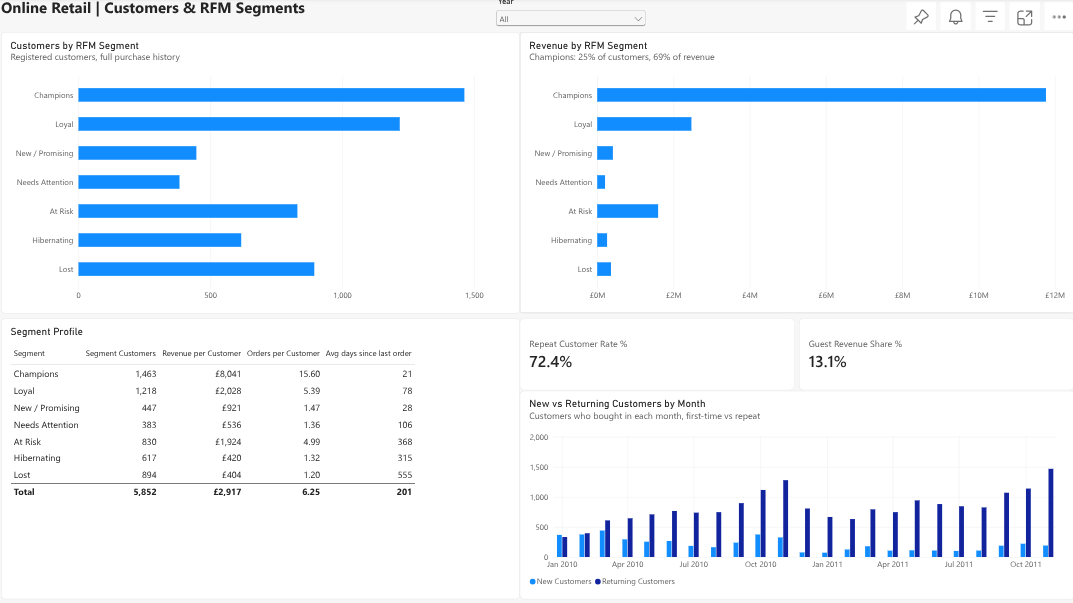 Year
Online Retail | Customers & RFM Segments
All
Customers by RFM Segment
Registered customers, full purchase history
Champions
Loyal
New / Promising
Needs Attention
At Risk
Hibernating
Lost
0 500 1,000 1,500
Revenue by RFM Segment
Champions: 25% of customers, 69% of revenue
Champions
Loyal
New / Promising
Needs Attention
At Risk
Hibernating
Lost
£0M £2M £4M £6M £8M £10M £12M
Segment Profile
Segment Segment Customers Revenue per Customer Orders per Customer Avg days since last order
Champions 1,463 £8,041 15.60 21
Loyal 1,218 £2,028 5.39 78
New / Promising 447 £921 1.47 28
Needs Attention 383 £536 1.36 106
At Risk 830 £1,924 4.99 368
Hibernating 617 £420 1.32 315
Lost 894 £404 1.20 555
Total 5,852 £2,917 6.25 201
Repeat Customer Rate %
72.4%
Guest Revenue Share %
13.1%
New vs Returning Customers by Month
Customers who bought in each month, first-time vs repeat
2,000
1,500
1,000
500
0
Jan 2010 Apr 2010 Jul 2010 Oct 2010 Jan 2011 Apr 2011 Jul 2011 Oct 2011
New Customers Returning Customers